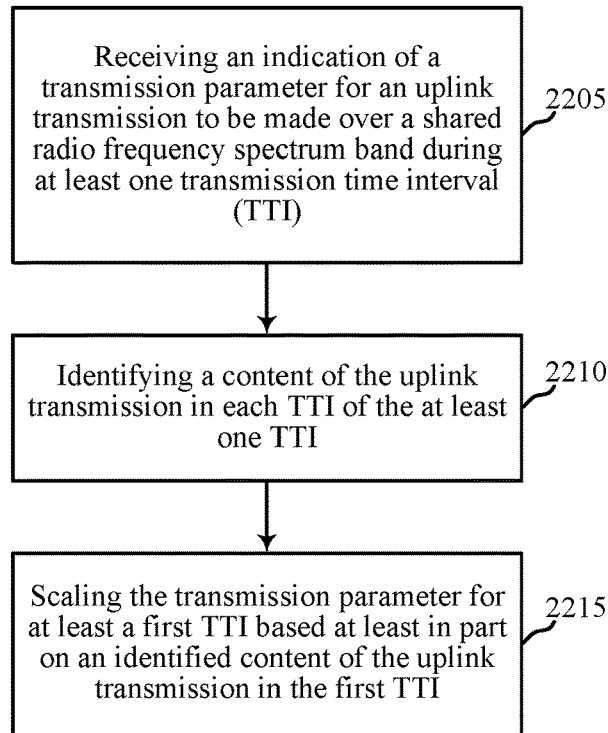 Receiving an indication of a
transmission parameter for an uplink
transmission to be made over a shared
radio frequency spectrum band during
at least one transmission time interval
(TTI)
2205
Identifying a content of the uplink
transmission in each TTI of the at least
one TTI
2210
Scaling the transmission parameter for
at least a first TTI based at least in part
on an identified content of the uplink
transmission in the first TTI
2215